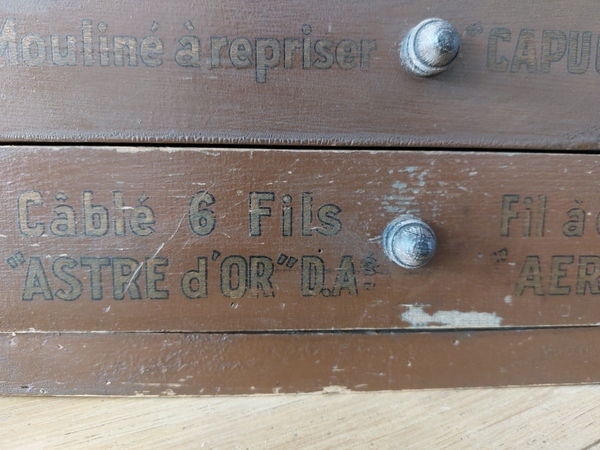 Mouliné à repriser "CAPU
Câblé 6 Fils
"ASTRE d'OR" D.A
Fil à
"AER